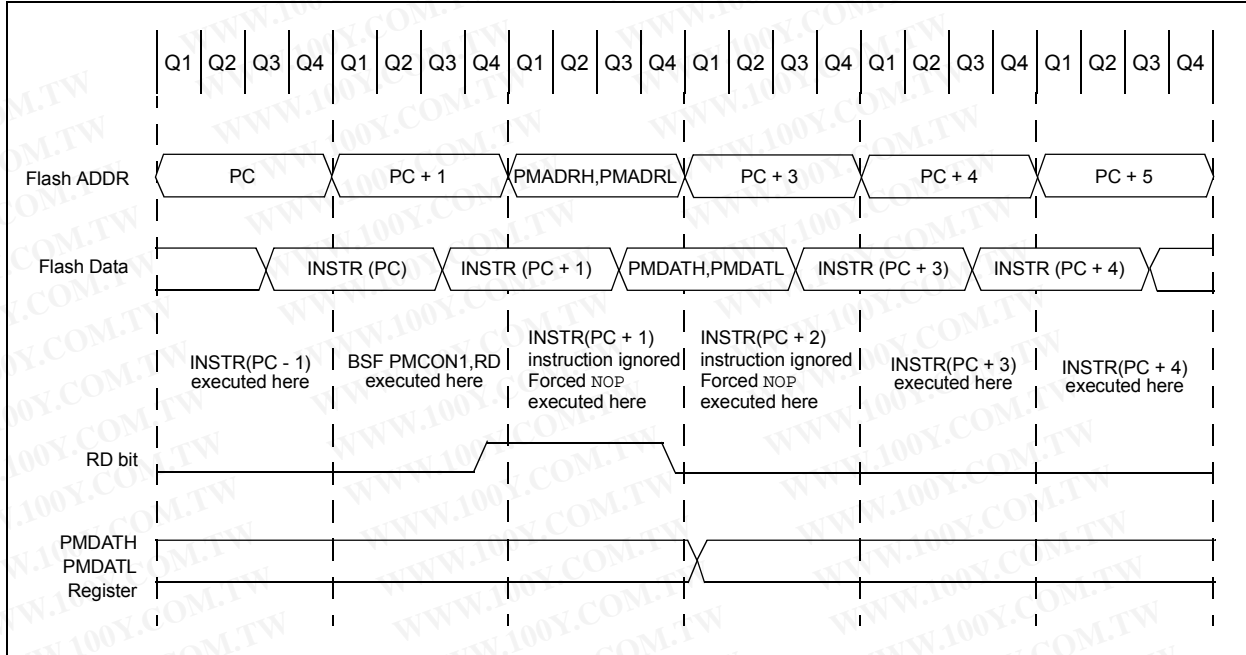 Q1 Q2 Q3 Q4 Q1 Q2 Q3 Q4 Q1 Q2 Q3 Q4 Q1 Q2 Q3 Q4 Q1 Q2 Q3 Q4 Q1 Q2 Q3 Q4
Flash ADDR PC PC + 1 PMADRH,PMADRL PC + 3 PC + 4 PC + 5
Flash Data INSTR (PC) INSTR (PC + 1) PMDATH,PMDATL INSTR (PC + 3) INSTR (PC + 4)
INSTR(PC - 1)
executed here
BSF PMCON1,RD
executed here
INSTR(PC + 1)
instruction ignored
Forced NOP
executed here
INSTR(PC + 2)
instruction ignored
Forced NOP
executed here
INSTR(PC + 3)
executed here
INSTR(PC + 4)
executed here
RD bit
PMDATH
PMDATL
Register
WWW.100Y.COM.TW